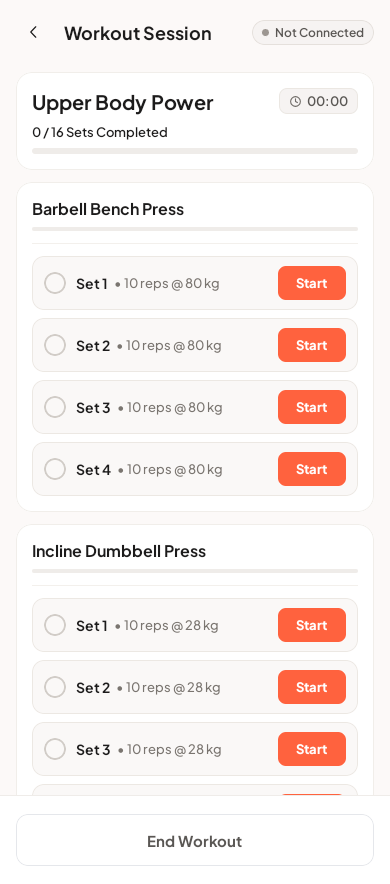 Workout Session
Not Connected
Upper Body Power
00:00
0 / 16 Sets Completed
Barbell Bench Press
Set 1 • 10 reps @ 80 kg Start
Set 2 • 10 reps @ 80 kg Start
Set 3 • 10 reps @ 80 kg Start
Set 4 • 10 reps @ 80 kg Start
Incline Dumbbell Press
Set 1 • 10 reps @ 28 kg Start
Set 2 • 10 reps @ 28 kg Start
Set 3 • 10 reps @ 28 kg Start
End Workout